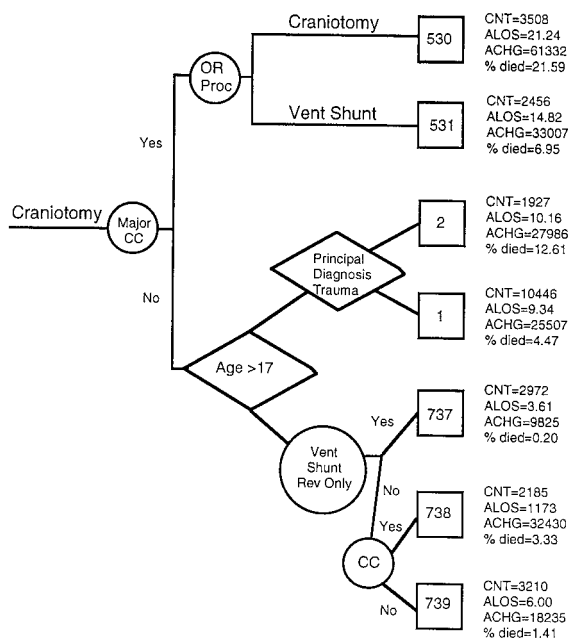 Craniotomy
530
CNT=3508
ALOS=21.24
ACHG=61332
% died=21.59
OR
Proc
Vent Shunt
531
CNT=2456
ALOS=14.82
ACHG=33007
% died=6.95
Yes
Craniotomy
Major
CC
No
2
CNT=1927
ALOS=10.16
ACHG=27986
% died=12.61
Principal
Diagnosis
Trauma
1
CNT=10446
ALOS=9.34
ACHG=25507
% died=4.47
Age >17
Yes
737
CNT=2972
ALOS=3.61
ACHG=9825
% died=0.20
Vent
Shunt
Rev Only
No
Yes
738
CNT=2185
ALOS=1173
ACHG=32430
% died=3.33
CC
No
739
CNT=3210
ALOS=6.00
ACHG=18235
% died=1.41